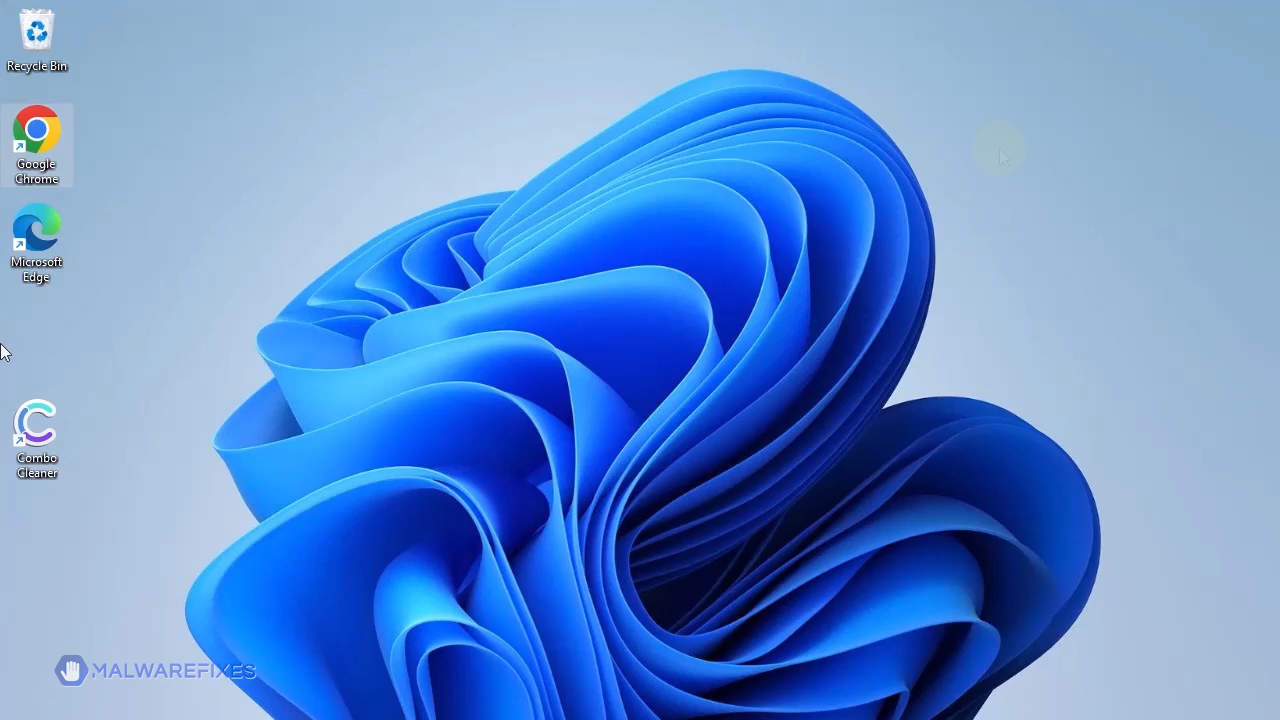 Recycle Bin
Google
Chrome
Microsoft
Edge
Combo
Cleaner
MALWAREFIXES